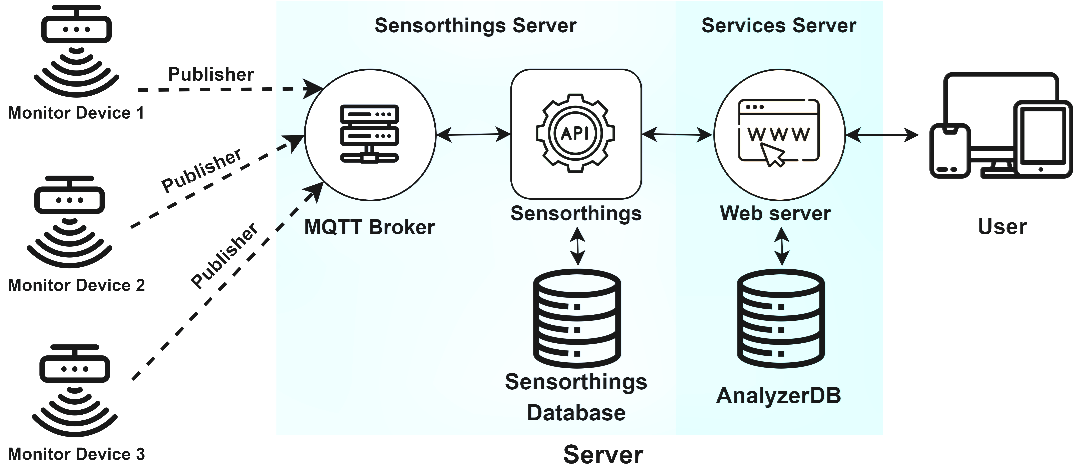 Sensorthings Server
Services Server
Publisher
Monitor Device 1
API
WWW
Publisher
MQTT Broker
Sensorthings
Web server
User
Publisher
Monitor Device 2
Sensorthings
Database
AnalyzerDB
Monitor Device 3
Server